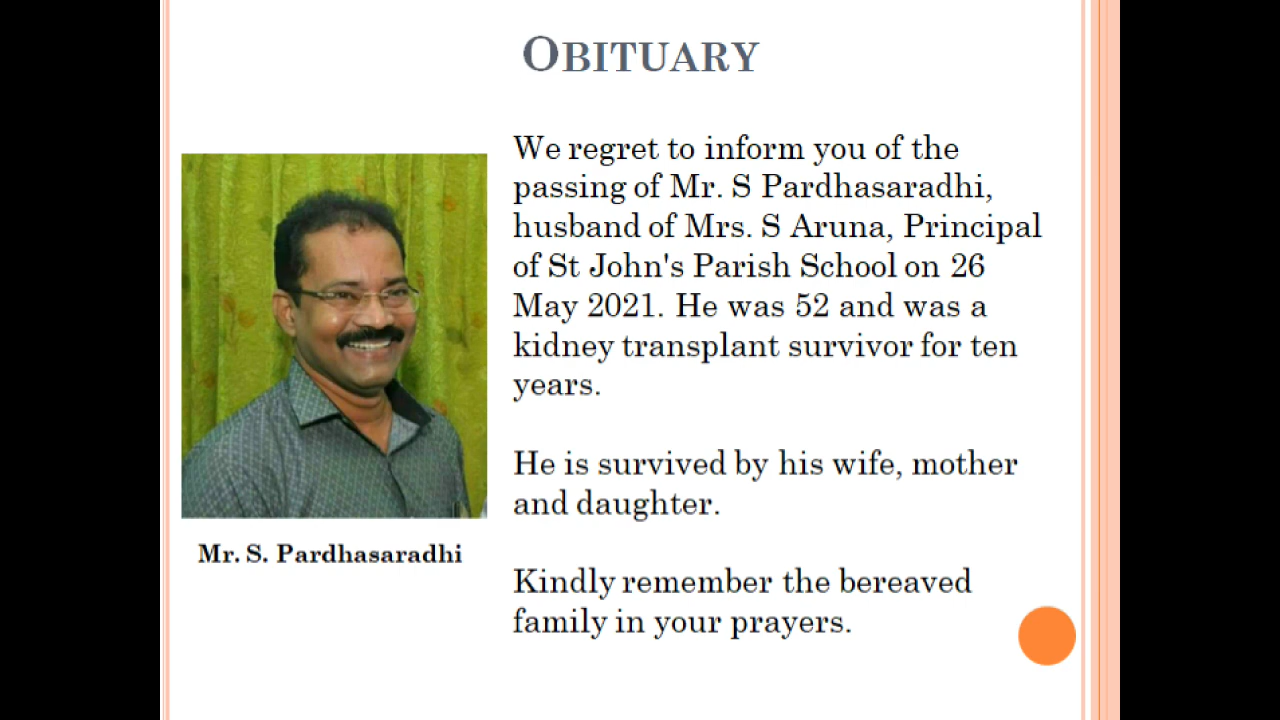 OBITUARY
We regret to inform you of the
passing of Mr. S Pardhasaradhi,
husband of Mrs. S Aruna, Principal
of St John's Parish School on 26
May 2021. He was 52 and was a
kidney transplant survivor for ten
years.
He is survived by his wife, mother
and daughter.
Kindly remember the bereaved
family in your prayers.
Mr. S. Pardhasaradhi